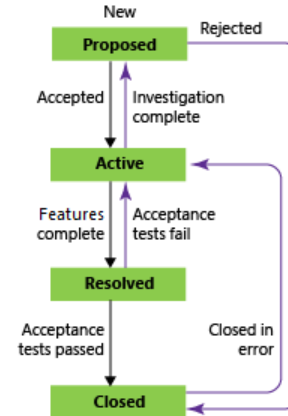 New
Proposed
Rejected
Accepted
Investigation
complete
Active
Features
complete
Acceptance
tests fail
Resolved
Acceptance
tests passed
Closed in
error
Closed